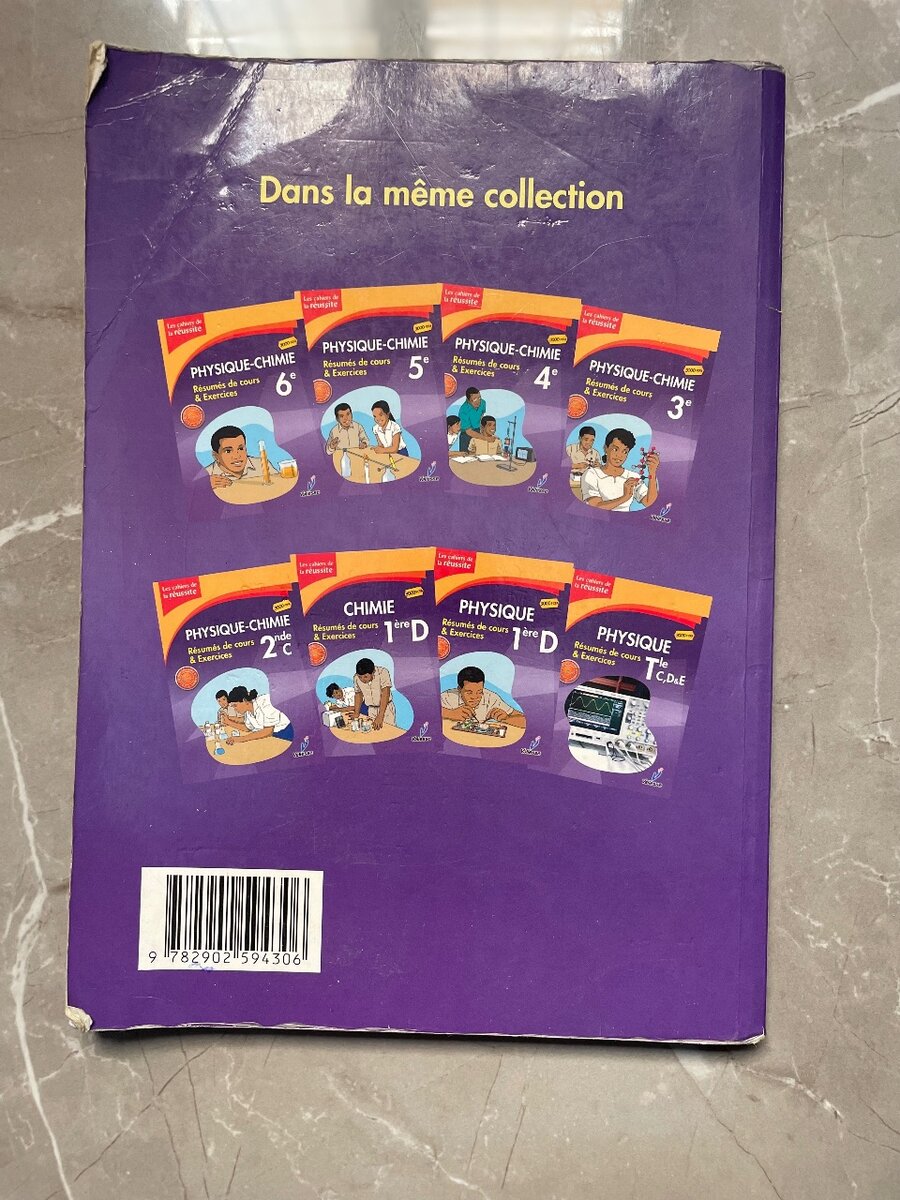 Dans la même collection
Les cahiers de
la réussite
PHYSIQUE-CHIMIE
Résumés de cours
& Exercices
6e
Les cahiers de
la réussite
PHYSIQUE-CHIMIE
Résumés de cours
& Exercices
5e
Les cahiers de
la réussite
PHYSIQUE-CHIMIE
Résumés de cours
& Exercices
4e
Les cahiers de
la réussite
PHYSIQUE-CHIMIE
Résumés de cours
& Exercices
3e
Les cahiers de
la réussite
PHYSIQUE-CHIMIE
Résumés de cours
& Exercices
2nde C
Les cahiers de
la réussite
CHIMIE
Résumés de cours
& Exercices
1ère D
Les cahiers de
la réussite
PHYSIQUE
Résumés de cours
& Exercices
1ère D
Les cahiers de
la réussite
PHYSIQUE
Résumés de cours
& Exercices
Tle C,D&E
9 782902 594306